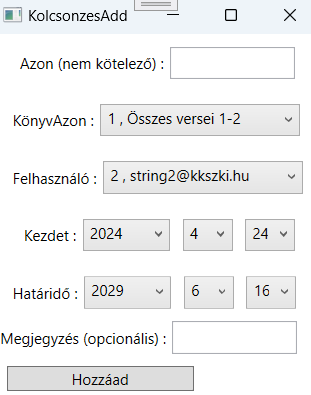 KolcsonzesAdd
Azon (nem kötelező) :
KönyvAzon : 1 , Összes versei 1-2
Felhasználó : 2 , string2@kkszki.hu
Kezdet : 2024 4 24
Határidő : 2029 6 16
Megjegyzés (opcionális) :
Hozzáad